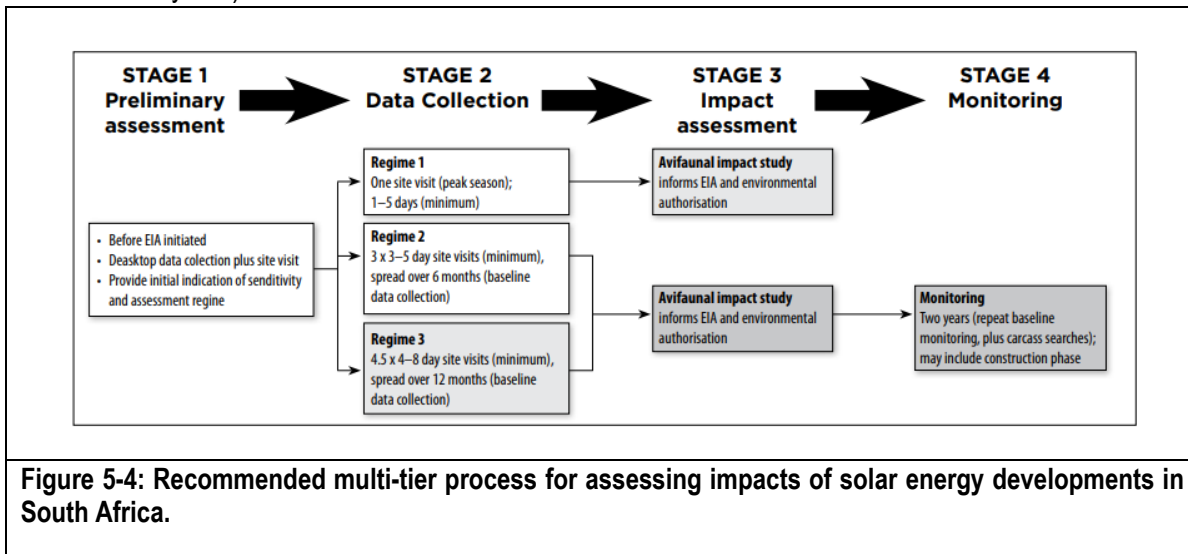 STAGE 1
Preliminary
assessment
STAGE 2
Data Collection
STAGE 3
Impact
assessment
STAGE 4
Monitoring
• Before EIA initiated
• Deasktop data colection plus site visit
• Provide initial indication of senditivity
and assessment regine
Regime 1
One site visit (peak season);
1–5 days (minimum)
Regime 2
3 x 3–5 day site visits (minimum),
spread over 6 months (baseline
data collection)
Regime 3
4.5 x 4–8 day site visits (minimum),
spread over 12 months (baseline
data collection)
Avifaunal impact study
informs EIA and environmental
authorisation
Avifaunal impact study
informs EIA and environmental
authorisation
Monitoring
Two years (repeat baseline
monitoring, plus carcass searches);
may include construction phase
Figure 5-4: Recommended multi-tier process for assessing impacts of solar energy developments in
South Africa.